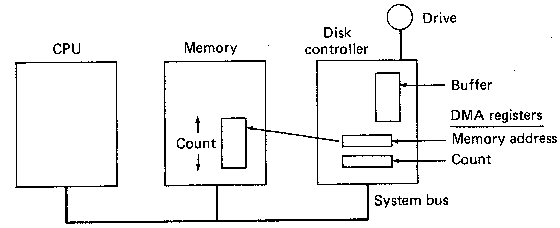 Drive
CPU
Memory
Disk
controller
Buffer
DMA registers
Memory address
Count
Count
System bus